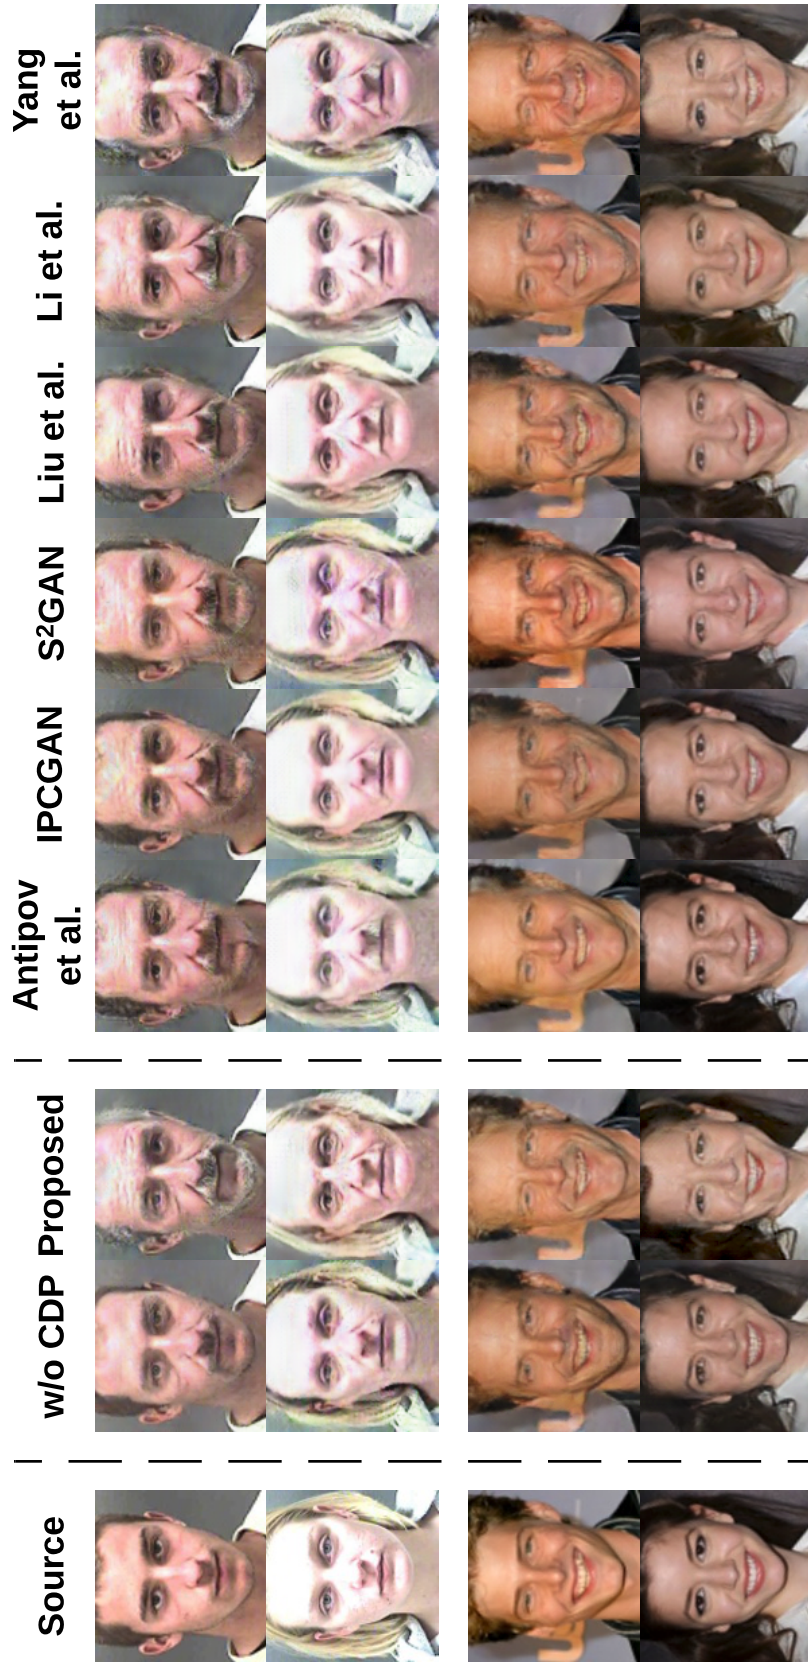 Source
w/o CDP
Proposed
Antipov
et al.
IPCGAN
S²GAN
Liu et al.
Li et al.
Yang
et al.